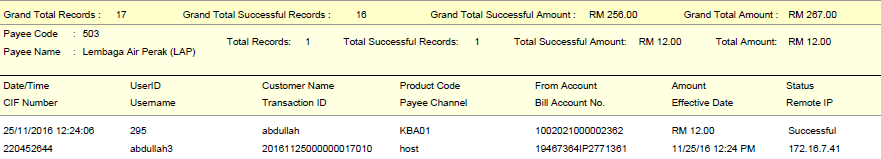 Grand Total Records : 17 Grand Total Successful Records : 16 Grand Total Successful Amount : RM 256.00 Grand Total Amount : RM 267.00
Payee Code : 503
Payee Name : Lembaga Air Perak (LAP) Total Records: 1 Total Successful Records: 1 Total Successful Amount: RM 12.00 Total Amount: RM 12.00
Date/Time UserID Customer Name Product Code From Account Amount Status
CIF Number Username Transaction ID Payee Channel Bill Account No. Effective Date Remote IP
25/11/2016 12:24:06 295 abdullah KBA01 1002021000002362 RM 12.00 Successful
220452644 abdullah3 20161125000000017010 host 19467364IP2771361 11/25/16 12:24 PM 172.16.7.41